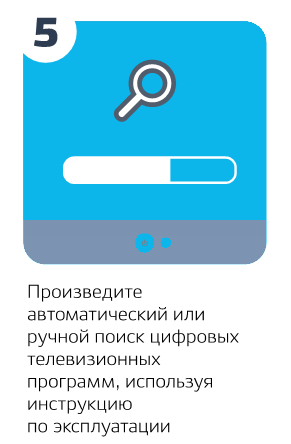 5
Произведите
автоматический или
ручной поиск цифровых
телевизионных
программ, используя
инструкцию
по эксплуатации